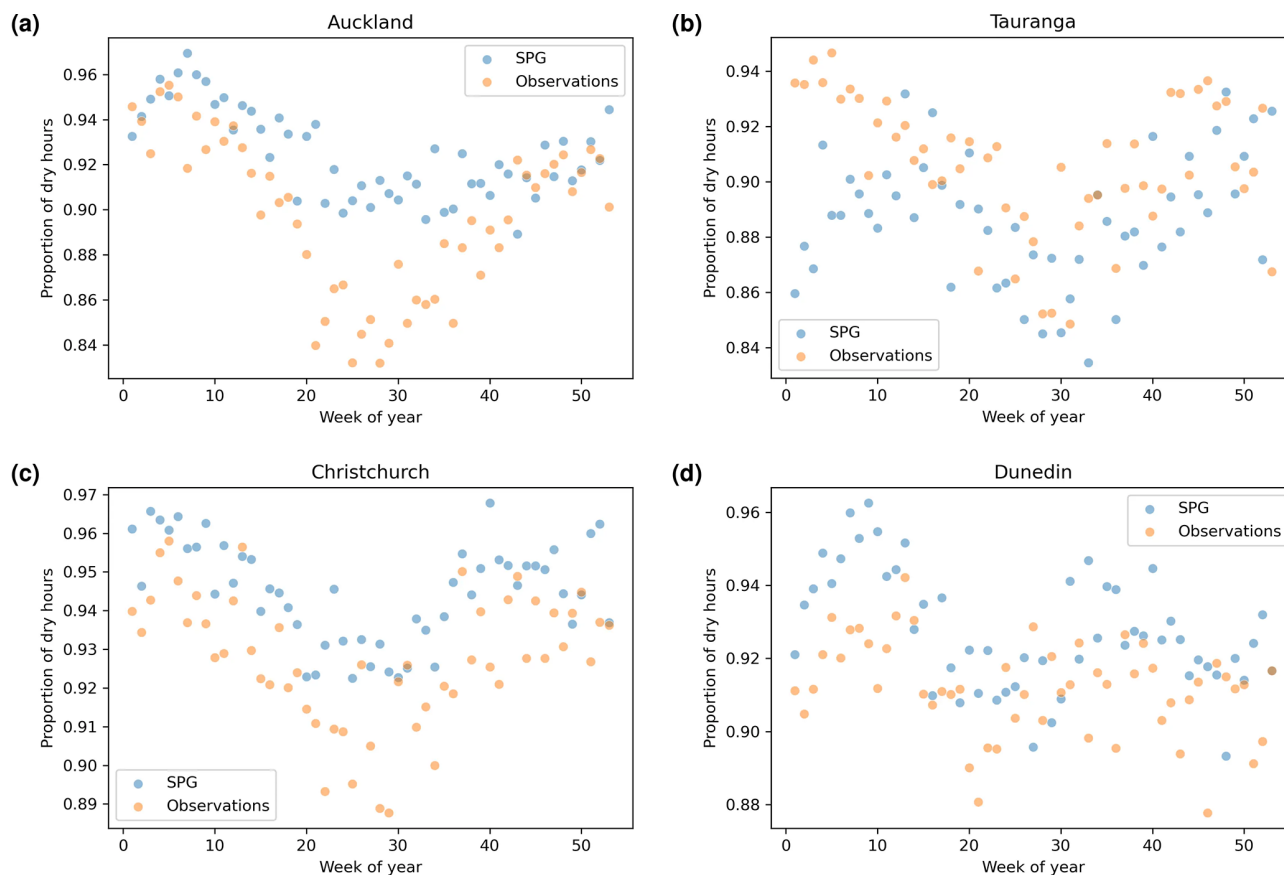 (a)
Auckland
Proportion of dry hours
0.96
0.94
0.92
0.90
0.88
0.86
0.84
SPG
Observations
0
10
20
30
40
50
Week of year
(b)
Tauranga
Proportion of dry hours
0.94
0.92
0.90
0.88
0.86
0.84
SPG
Observations
0
10
20
30
40
50
Week of year
(c)
Christchurch
Proportion of dry hours
0.97
0.96
0.95
0.94
0.93
0.92
0.91
0.90
0.89
SPG
Observations
0
10
20
30
40
50
Week of year
(d)
Dunedin
Proportion of dry hours
0.96
0.94
0.92
0.90
0.88
SPG
Observations
0
10
20
30
40
50
Week of year